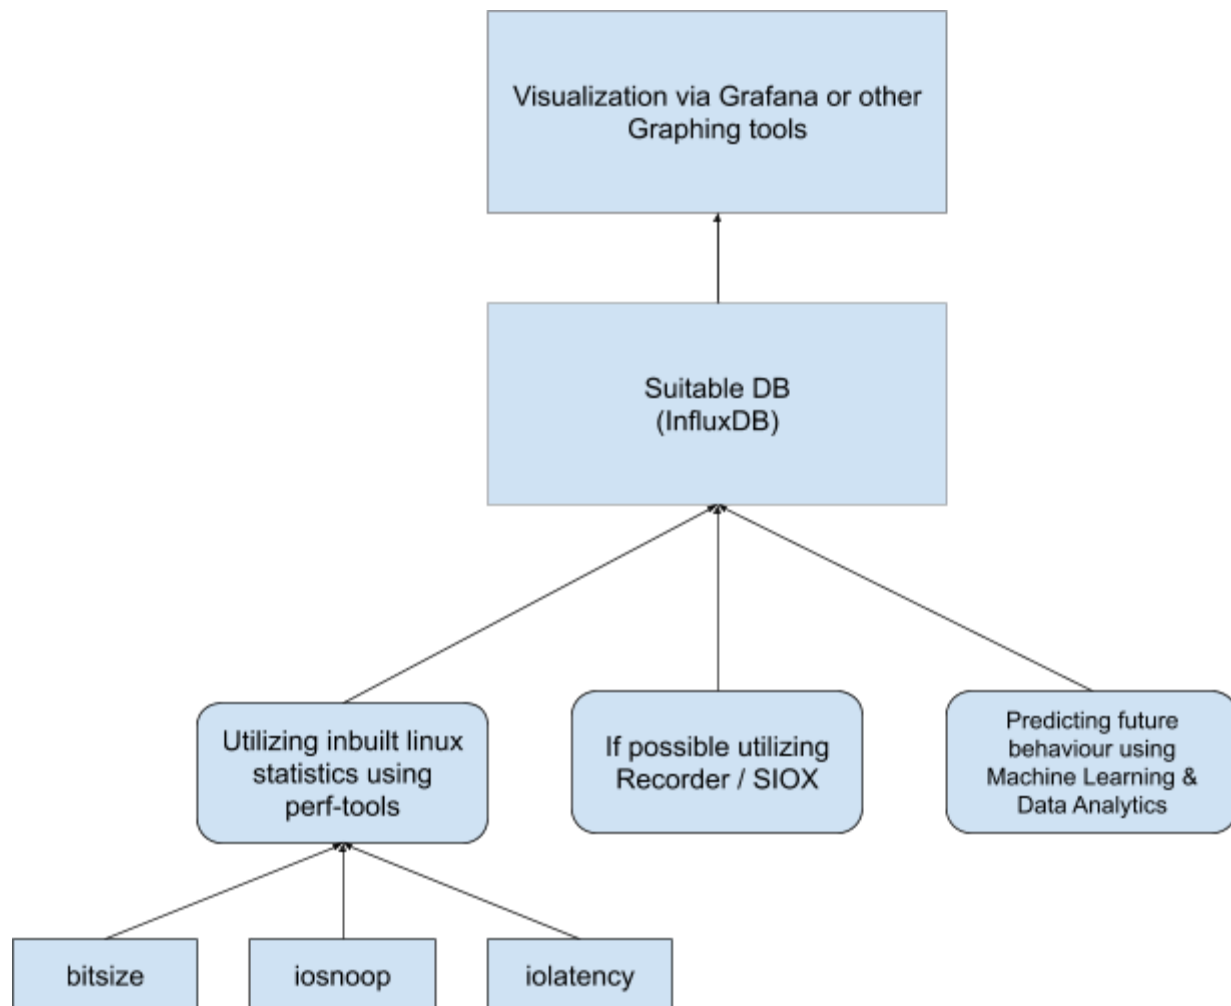 Visualization via Grafana or other
Graphing tools
Suitable DB
(InfluxDB)
Utilizing inbuilt linux
statistics using
perf-tools
If possible utilizing
Recorder / SIOX
Predicting future
behaviour using
Machine Learning &
Data Analytics
bitsize
iosnoop
iolatency